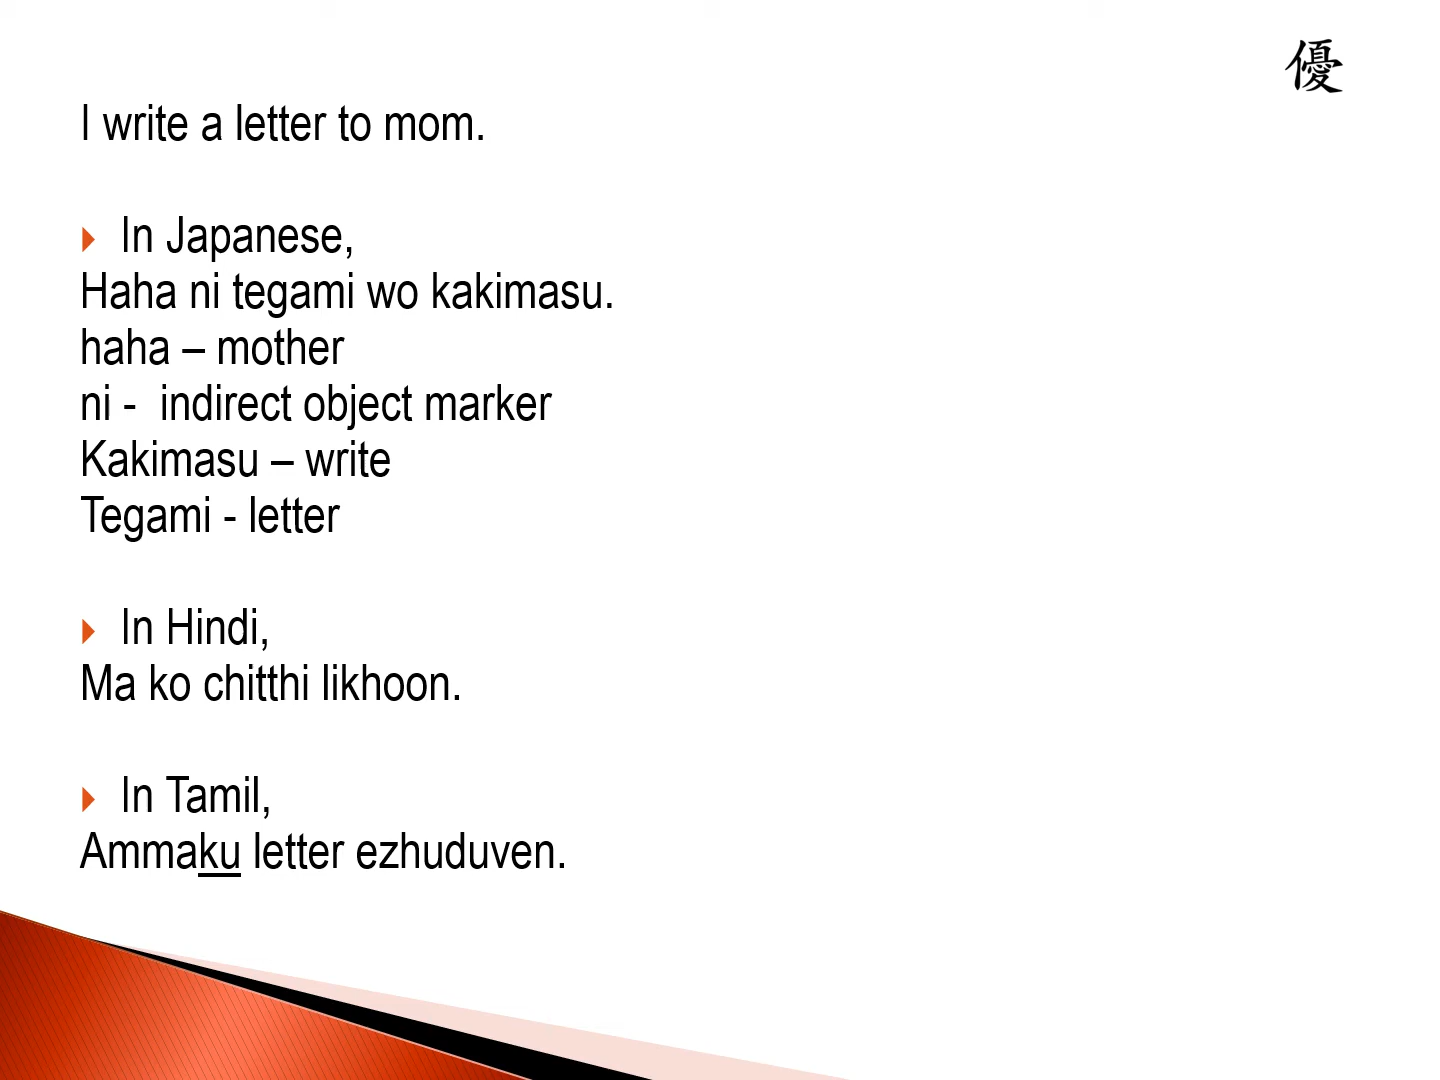 優
I write a letter to mom.
In Japanese,
Haha ni tegami wo kakimasu.
haha – mother
ni -  indirect object marker
Kakimasu – write
Tegami - letter
In Hindi,
Ma ko chitthi likhoon.
In Tamil,
Ammaku letter ezhuduven.